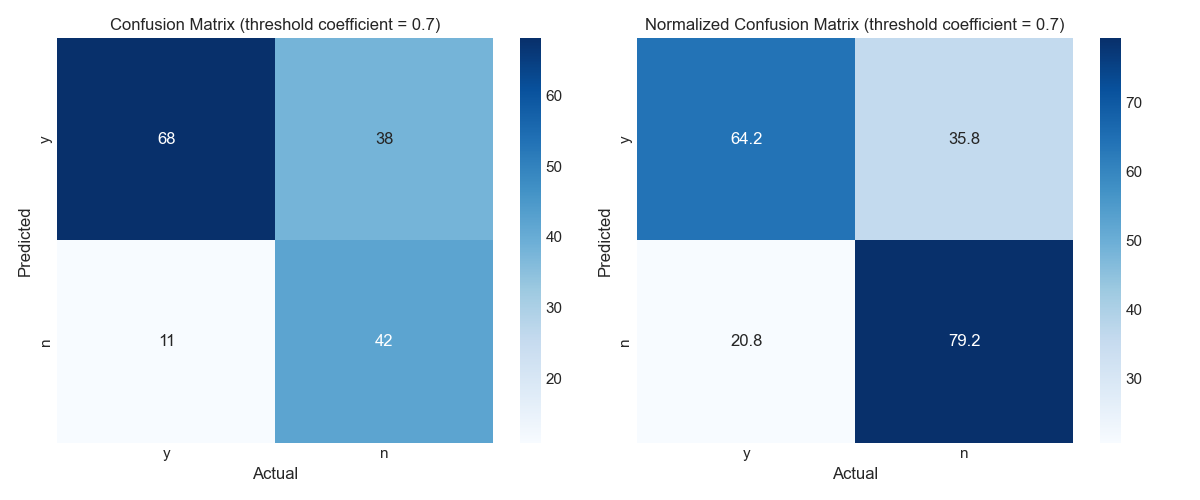 Confusion Matrix (threshold coefficient = 0.7)
Predicted
y
n
68
38
11
42
y
n
Actual
60
50
40
30
20
Normalized Confusion Matrix (threshold coefficient = 0.7)
Predicted
y
n
64.2
35.8
20.8
79.2
y
n
Actual
70
60
50
40
30